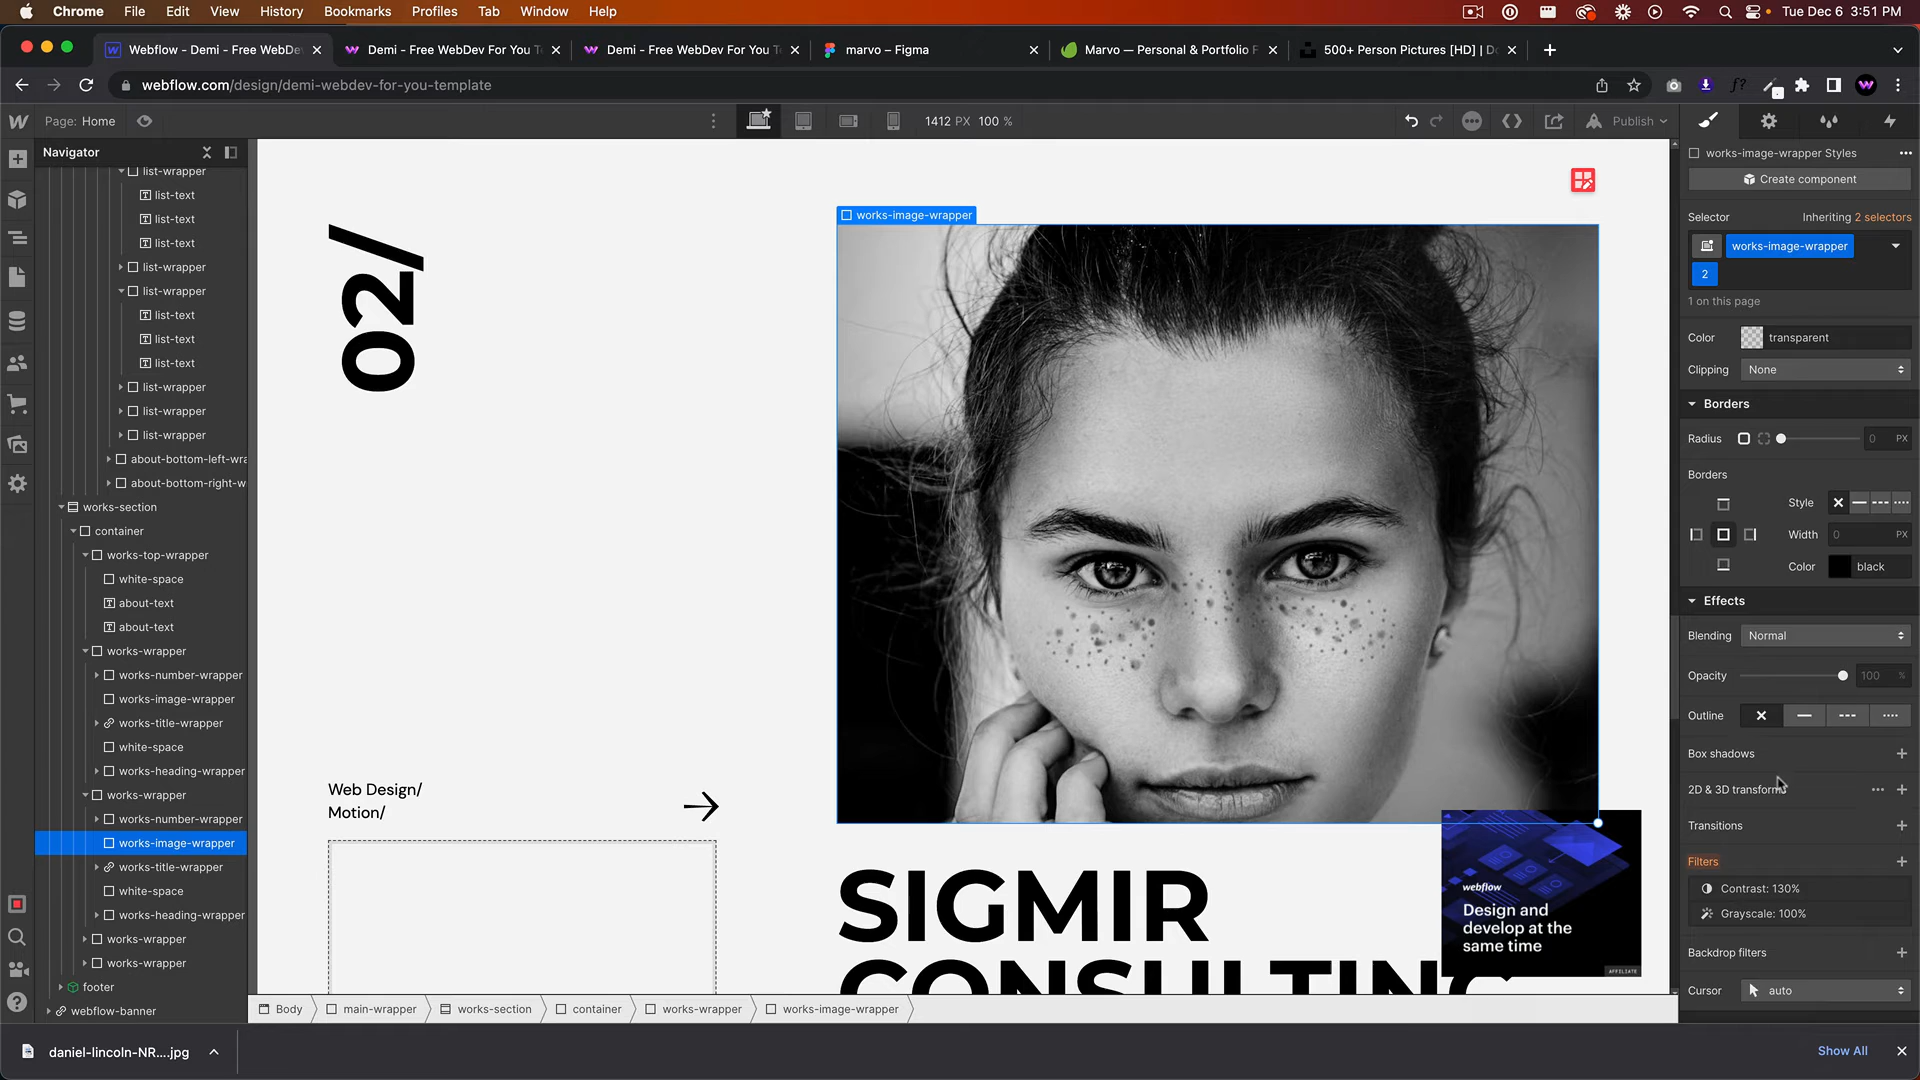 Chrome File Edit View History Bookmarks Profiles Tab Window Help
Tue Dec 6 3:51 PM
Webflow - Demi - Free WebDe
Demi - Free WebDev For You T
Demi - Free WebDev For You T
marvo – Figma
Marvo — Personal & Portfolio F
500+ Person Pictures [HD] | Do
webflow.com/design/demi-webdev-for-you-template
Page: Home
1412 PX 100 %
Publish
Navigator
list-wrapper
list-text
list-text
list-text
list-wrapper
list-wrapper
list-text
list-text
list-text
list-wrapper
list-wrapper
list-wrapper
about-bottom-left-wra
about-bottom-right-w
works-section
container
works-top-wrapper
white-space
about-text
about-text
works-wrapper
works-number-wrapper
works-image-wrapper
works-title-wrapper
white-space
works-heading-wrapper
works-wrapper
works-number-wrapper
works-image-wrapper
works-title-wrapper
white-space
works-heading-wrapper
works-wrapper
works-wrapper
footer
webflow-banner
02/
works-image-wrapper
Web Design/
Motion/
SIGMIR
CONSULTING
webflow
Design and
develop at the
same time
AFFILIATE
Body main-wrapper works-section container works-wrapper works-image-wrapper
works-image-wrapper Styles
Create component
Selector Inheriting 2 selectors
works-image-wrapper
2
1 on this page
Color transparent
Clipping None
Borders
Radius 0 PX
Borders
Style
Width 0 PX
Color black
Effects
Blending Normal
Opacity 100 %
Outline
Box shadows
2D & 3D transforms
Transitions
Filters
Contrast: 130%
Grayscale: 100%
Backdrop filters
Cursor auto
daniel-lincoln-NR....jpg
Show All